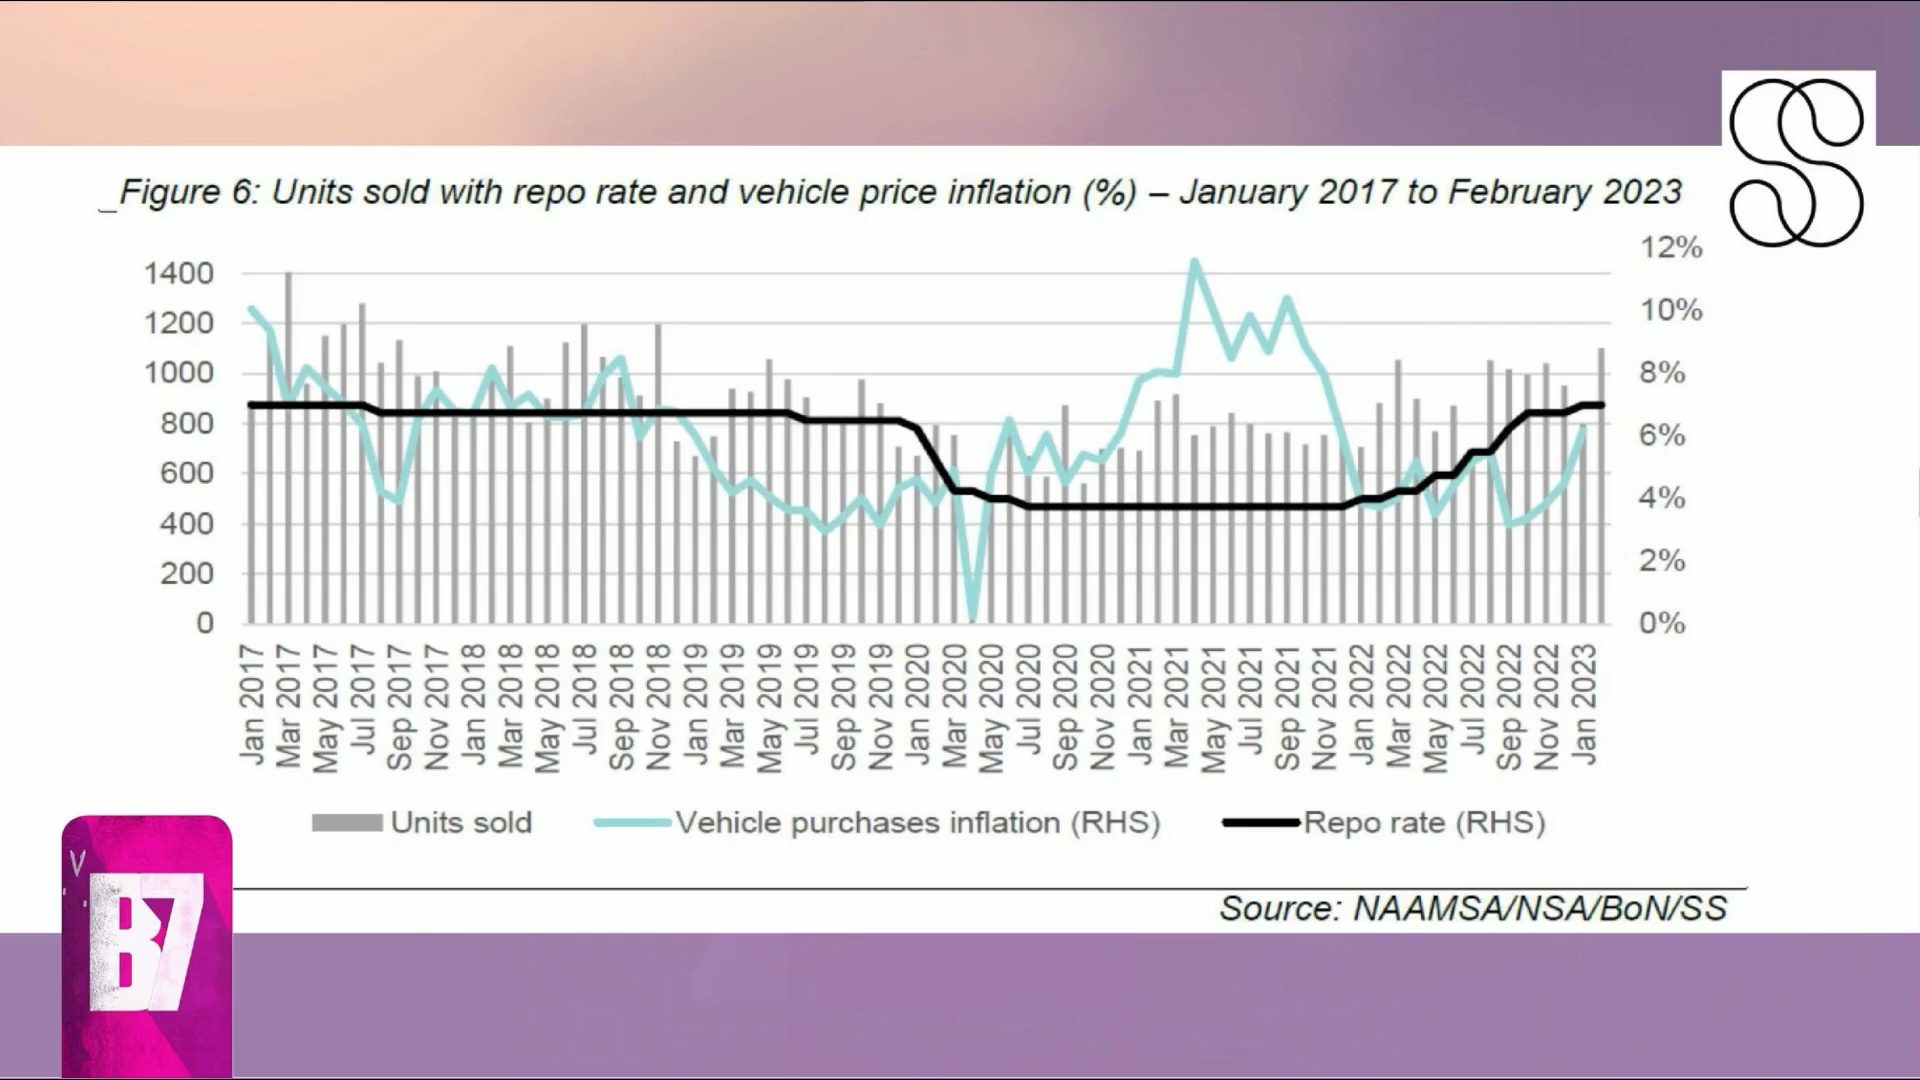 _Figure 6: Units sold with repo rate and vehicle price inflation (%) – January 2017 to February 2023
12%
1400
10%
1200
1000
8%
800
6%
600
4%
400
2%
200
0
0%
Jan 2017
Mar 2017
May 2017
Jul 2017
Sep 2017
Nov 2017
Jan 2018
Mar 2018
May 2018
Jul 2018
Sep 2018
Nov 2018
Jan 2019
Mar 2019
May 2019
Jul 2019
Sep 2019
Nov 2019
Jan 2020
Mar 2020
May 2020
Jul 2020
Sep 2020
Nov 2020
Jan 2021
Mar 2021
May 2021
Jul 2021
Sep 2021
Nov 2021
Jan 2022
Mar 2022
May 2022
Jul 2022
Sep 2022
Nov 2022
Jan 2023
Units sold
Vehicle purchases inflation (RHS)
Repo rate (RHS)
Source: NAAMSA/NSA/BoN/SS
B7